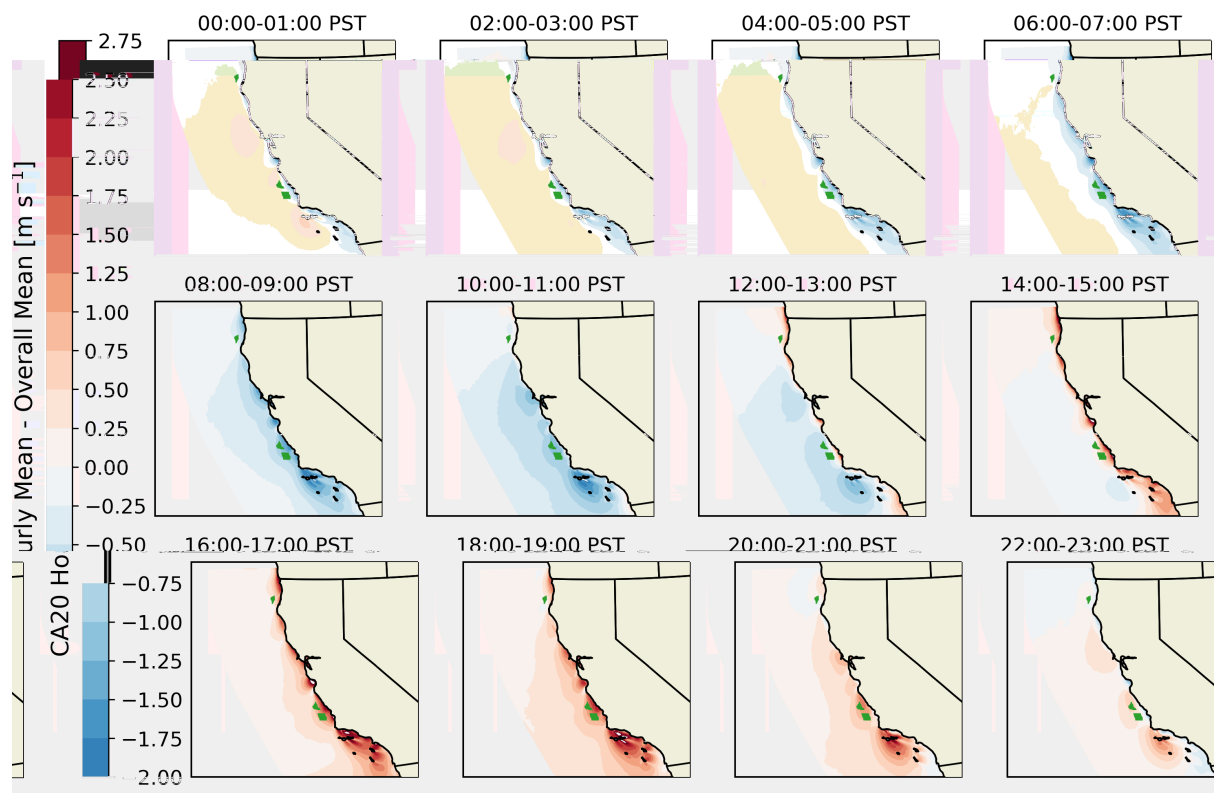 00:00-01:00 PST
02:00-03:00 PST
04:00-05:00 PST
06:00-07:00 PST
2.75
2.50
2.25
2.00
1.75
1.50
1.25
1.00
0.75
0.50
0.25
0.00
−0.25
−0.50
−0.75
−1.00
−1.25
−1.50
−1.75
−2.00
CA20 Ho
urly Mean - Overall Mean [m s⁻¹]
08:00-09:00 PST
10:00-11:00 PST
12:00-13:00 PST
14:00-15:00 PST
16:00-17:00 PST
18:00-19:00 PST
20:00-21:00 PST
22:00-23:00 PST